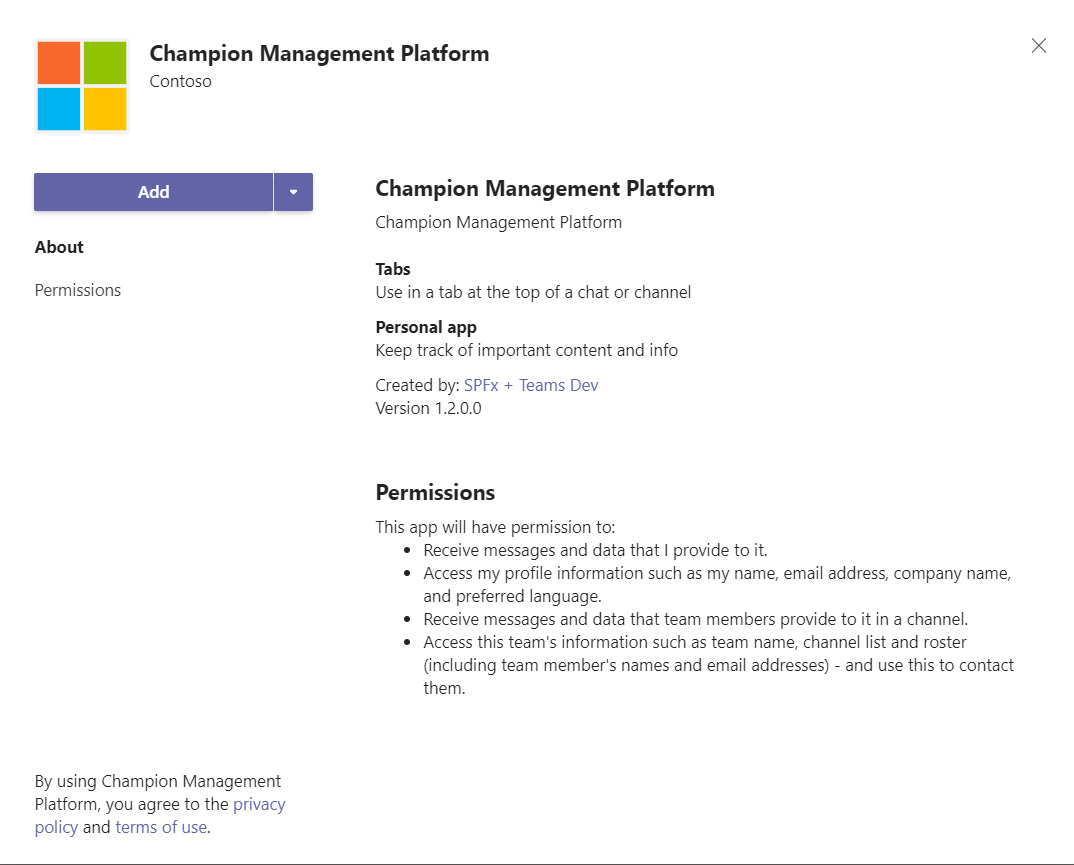 Champion Management Platform
Contoso
Add
About
Permissions
Champion Management Platform
Champion Management Platform
Tabs
Use in a tab at the top of a chat or channel
Personal app
Keep track of important content and info
Created by: SPFx + Teams Dev
Version 1.2.0.0
Permissions
This app will have permission to:
• Receive messages and data that I provide to it.
• Access my profile information such as my name, email address, company name,
and preferred language.
• Receive messages and data that team members provide to it in a channel.
• Access this team's information such as team name, channel list and roster
(including team member's names and email addresses) - and use this to contact
them.
By using Champion Management
Platform, you agree to the privacy
policy and terms of use.